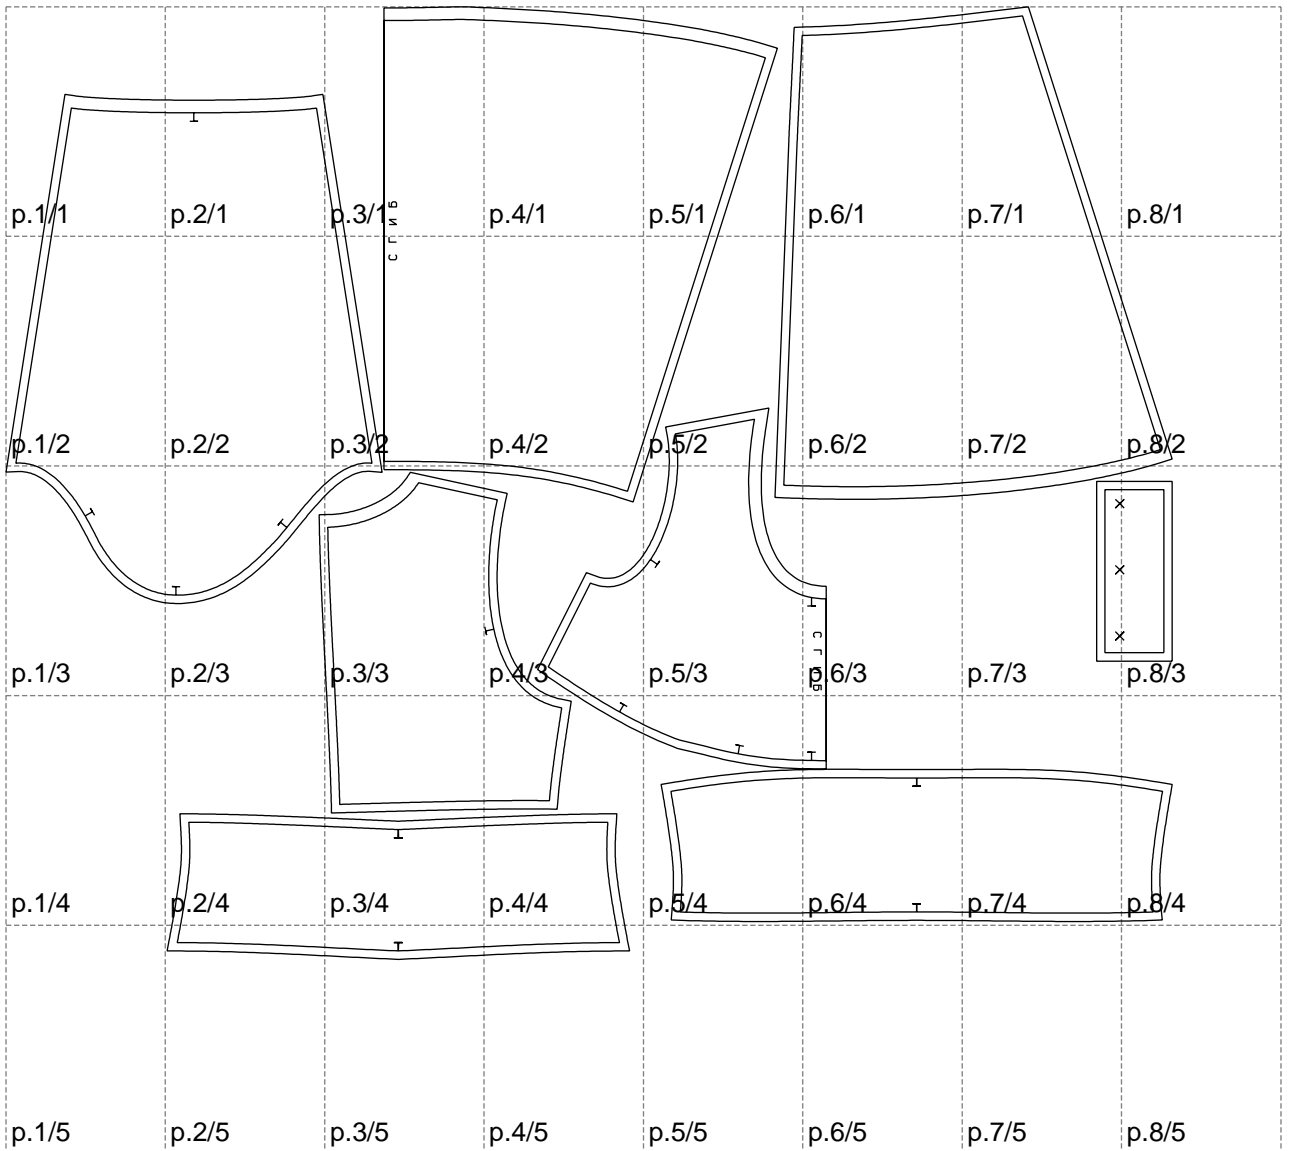 p.1/1 p.2/1 p.3/1 p.4/1 p.5/1 p.6/1 p.7/1 p.8/1
сгиб
p.1/2 p.2/2 p.3/2 p.4/2 p.5/2 p.6/2 p.7/2 p.8/2
сгиб
p.1/3 p.2/3 p.3/3 p.4/3 p.5/3 p.6/3 p.7/3 p.8/3
p.1/4 p.2/4 p.3/4 p.4/4 p.5/4 p.6/4 p.7/4 p.8/4
p.1/5 p.2/5 p.3/5 p.4/5 p.5/5 p.6/5 p.7/5 p.8/5